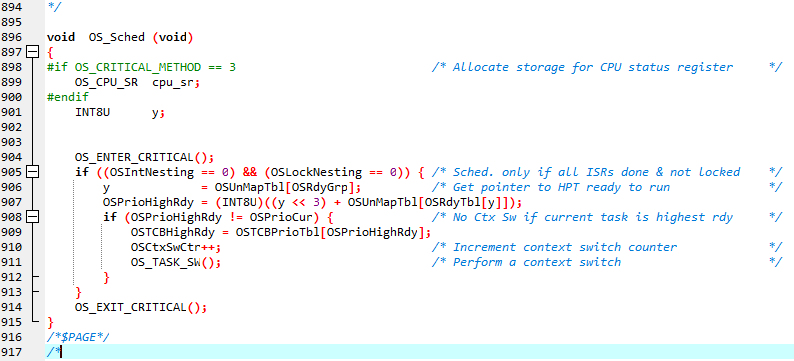 894 */
895
896 void  OS_Sched (void)
897 {
898 #if OS_CRITICAL_METHOD == 3                            /* Allocate storage for CPU status register     */
899     OS_CPU_SR  cpu_sr;
900 #endif
901     INT8U      y;
902
903
904     OS_ENTER_CRITICAL();
905     if ((OSIntNesting == 0) && (OSLockNesting == 0)) { /* Sched. only if all ISRs done & not locked    */
906         y             = OSUnMapTbl[OSRdyGrp];          /* Get pointer to HPT ready to run              */
907         OSPrioHighRdy = (INT8U)((y << 3) + OSUnMapTbl[OSRdyTbl[y]]);
908         if (OSPrioHighRdy != OSPrioCur) {              /* No Ctx Sw if current task is highest rdy     */
909             OSTCBHighRdy = OSTCBPrioTbl[OSPrioHighRdy];
910             OSCtxSwCtr++;                              /* Increment context switch counter             */
911             OS_TASK_SW();                              /* Perform a context switch                     */
912         }
913     }
914     OS_EXIT_CRITICAL();
915 }
916 /*$PAGE*/
917 /*